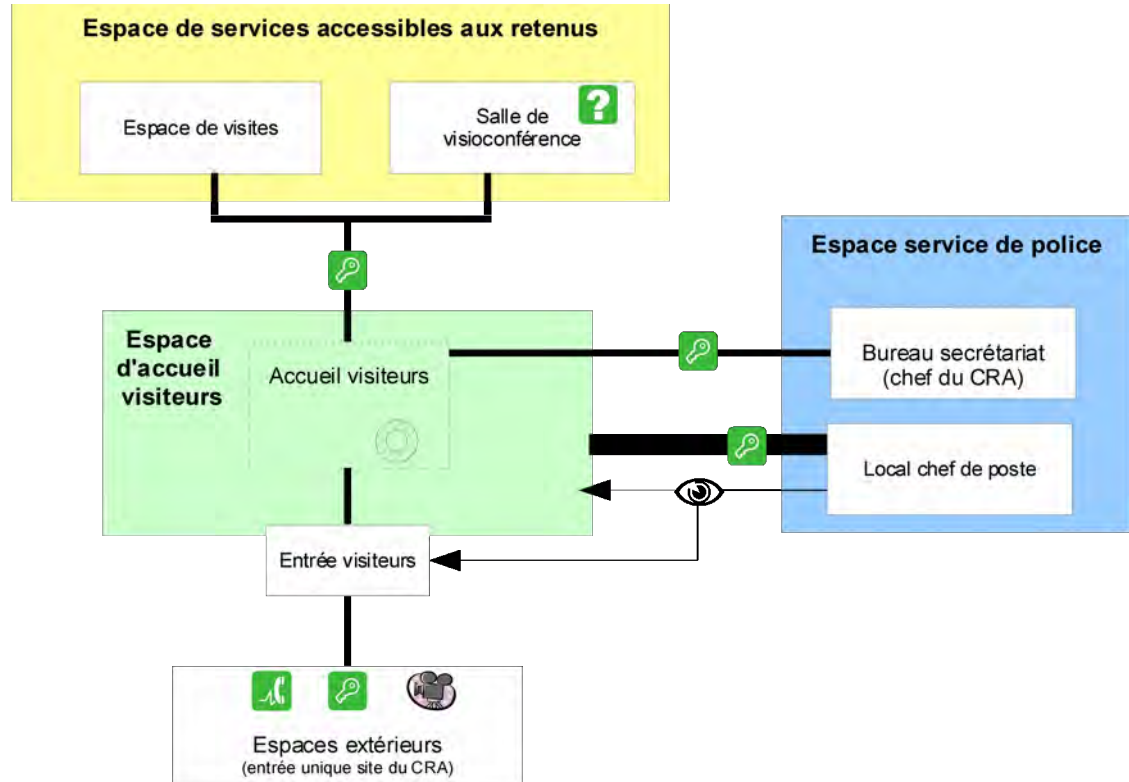 Espace de services accessibles aux retenus
Espace de visites
Salle de
visioconférence
?
Espace service de police
Espace
d'accueil
visiteurs
Accueil visiteurs
Bureau secrétariat
(chef du CRA)
Local chef de poste
Entrée visiteurs
Espaces extérieurs
(entrée unique site du CRA)